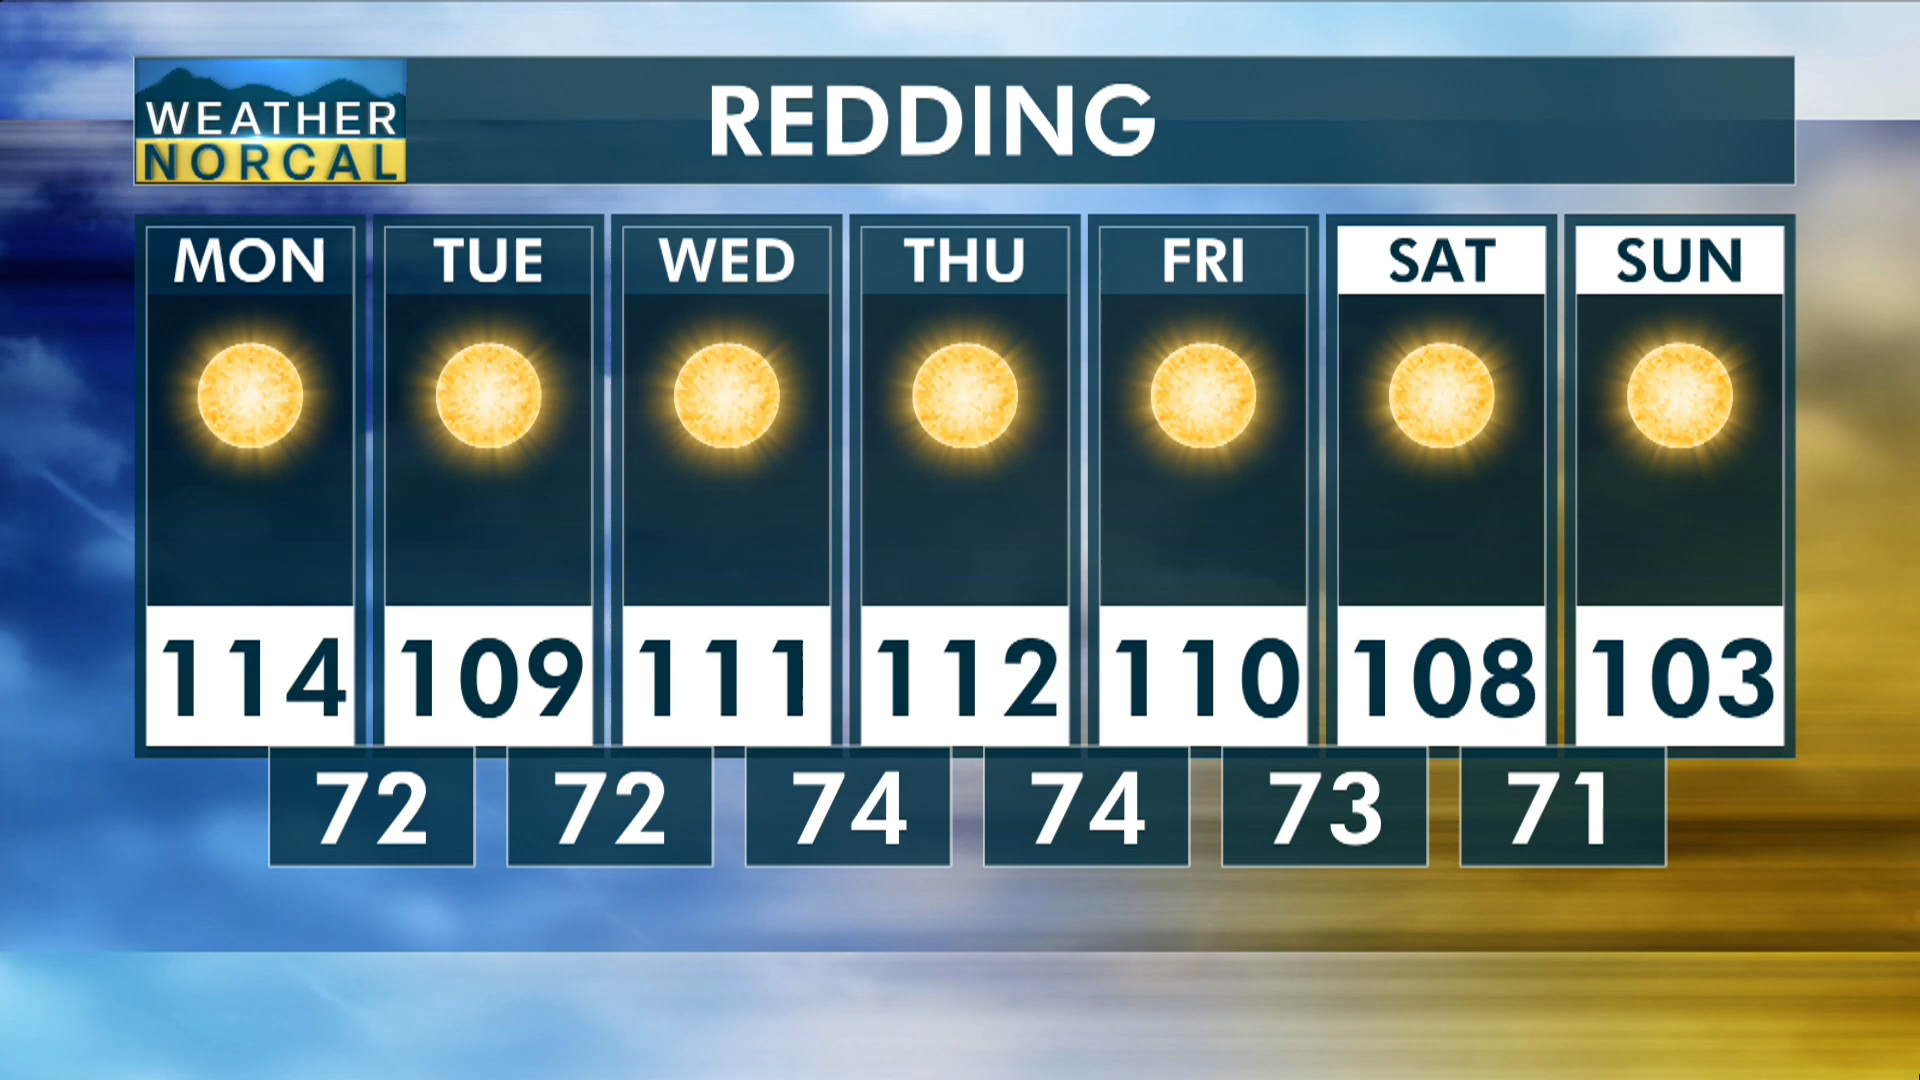 WEATHER
NORCAL
REDDING
MON TUE WED THU FRI SAT SUN
114 109 111 112 110 108 103
72 72 74 74 73 71